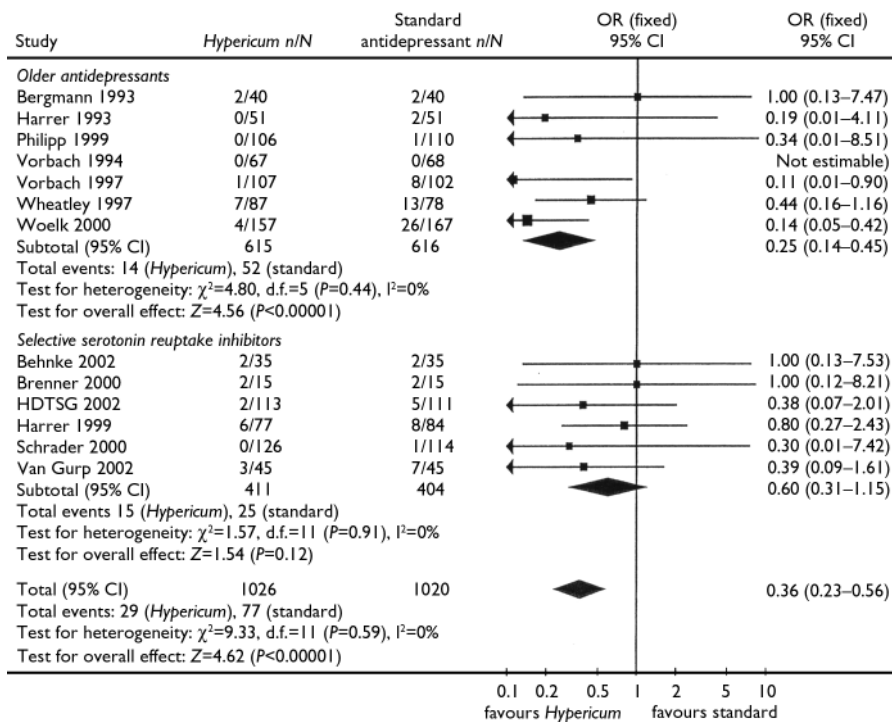 Study Hypericum n/N Standard antidepressant n/N OR (fixed) 95% CI OR (fixed) 95% CI
Older antidepressants
Bergmann 1993 2/40 2/40 1.00 (0.13–7.47)
Harrer 1993 0/51 2/51 0.19 (0.01–4.11)
Philipp 1999 0/106 1/110 0.34 (0.01–8.51)
Vorbach 1994 0/67 0/68 Not estimable)
Vorbach 1997 1/107 8/102 0.11 (0.01–0.90)
Wheatley 1997 7/87 13/78 0.44 (0.16–1.16)
Woelk 2000 4/157 26/167 0.14 (0.05–0.42)
Subtotal (95% CI) 615 616 0.25 (0.14–0.45)
Total events: 14 (Hypericum), 52 (standard)
Test for heterogeneity: χ²=4.80, d.f.=5 (P=0.44), I²=0%
Test for overall effect: Z=4.56 (P<0.00001)
Selective serotonin reuptake inhibitors
Behnke 2002 2/35 2/35 1.00 (0.13–7.53)
Brenner 2000 2/15 2/15 1.00 (0.12–8.21)
HDTSG 2002 2/113 5/111 0.38 (0.07–2.01)
Harrer 1999 6/77 8/84 0.80 (0.27–2.43)
Schrader 2000 0/126 1/114 0.30 (0.01–7.42)
Van Gurp 2002 3/45 7/45 0.39 (0.09–1.61)
Subtotal (95% CI) 411 404 0.60 (0.31–1.15)
Total events 15 (Hypericum), 25 (standard)
Test for heterogeneity: χ²=1.57, d.f.=11 (P=0.91), I²=0%
Test for overall effect: Z=1.54 (P=0.12)
Total (95% CI) 1026 1020 0.36 (0.23–0.56)
Total events: 29 (Hypericum), 77 (standard)
Test for heterogeneity: χ²=9.33, d.f.=11 (P=0.59), I²=0%
Test for overall effect: Z=4.62 (P<0.00001)
0.1 0.2 0.5 1 2 5 10
favours Hypericum favours standard